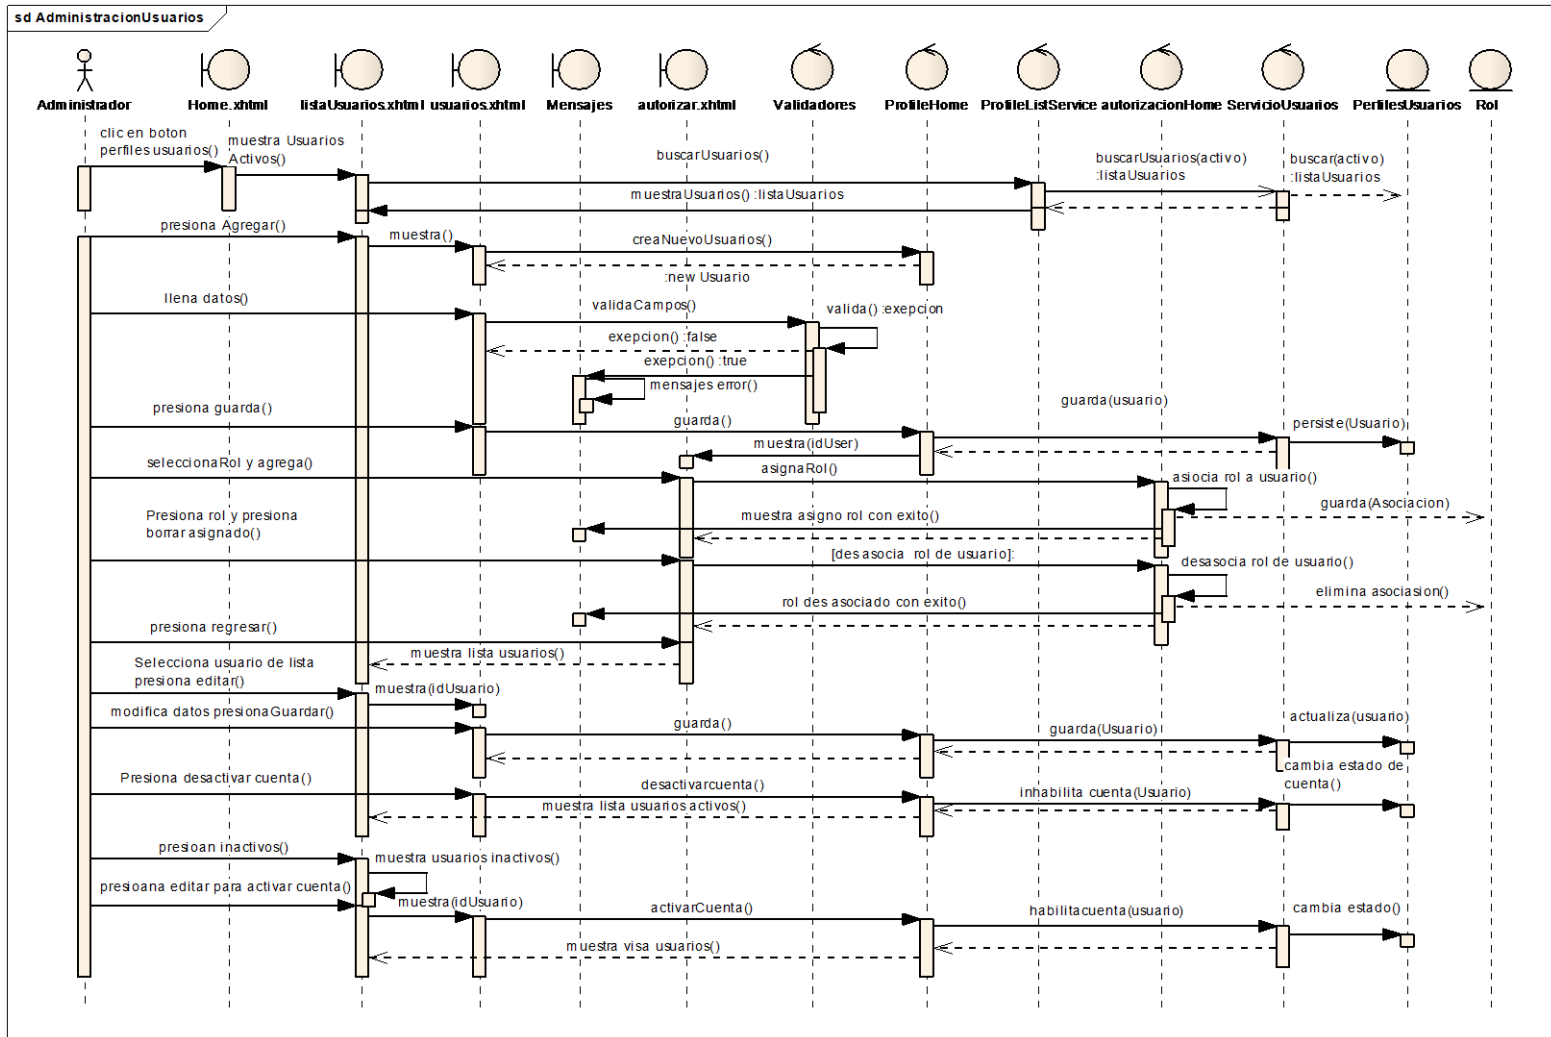 sd AdministracionUsuarios
Administrador
Home.xhtml
listaUsuarios.xhtml
usuarios.xhtml
Mensajes
autorizar.xhtml
Validadores
ProfileHome
ProfileListService
autorizacionHome
ServicioUsuarios
PerfilesUsuarios
Rol
clic en boton
perfiles usuarios()
muestra Usuarios
Activos()
buscarUsuarios()
buscarUsuarios(activo)
:listaUsuarios
buscar(activo)
:listaUsuarios
muestraUsuarios() :listaUsuarios
presiona Agregar()
muestra()
creaNuevoUsuarios()
:new Usuario
llena datos()
validaCampos()
valida() :exepcion
exepcion() :false
exepcion() :true
mensajes error()
presiona guarda()
guarda()
guarda(usuario)
persiste(Usuario)
muestra(idUser)
seleccionaRol y agrega()
asignaRol()
asiocia rol a usuario()
guarda(Asociacion)
Presiona rol y presiona
borrar asignado()
muestra asigno rol con exito()
[desasocia rol de usuario]:
desasocia rol de usuario()
elimina asociasion()
rol desasociado con exito()
presiona regresar()
muestra lista usuarios()
Selecciona usuario de lista
presiona editar()
muestra(idUsuario)
modifica datos presionaGuardar()
guarda()
guarda(Usuario)
actualiza(usuario)
Presiona desactivar cuenta()
desactivarcuenta()
inhabilita cuenta(Usuario)
cambia estado de
cuenta()
muestra lista usuarios activos()
presioan inactivos()
muestra usuarios inactivos()
presioana editar para activar cuenta()
muestra(idUsuario)
activarCuenta()
habilitacuenta(usuario)
cambia estado()
muestra visa usuarios()